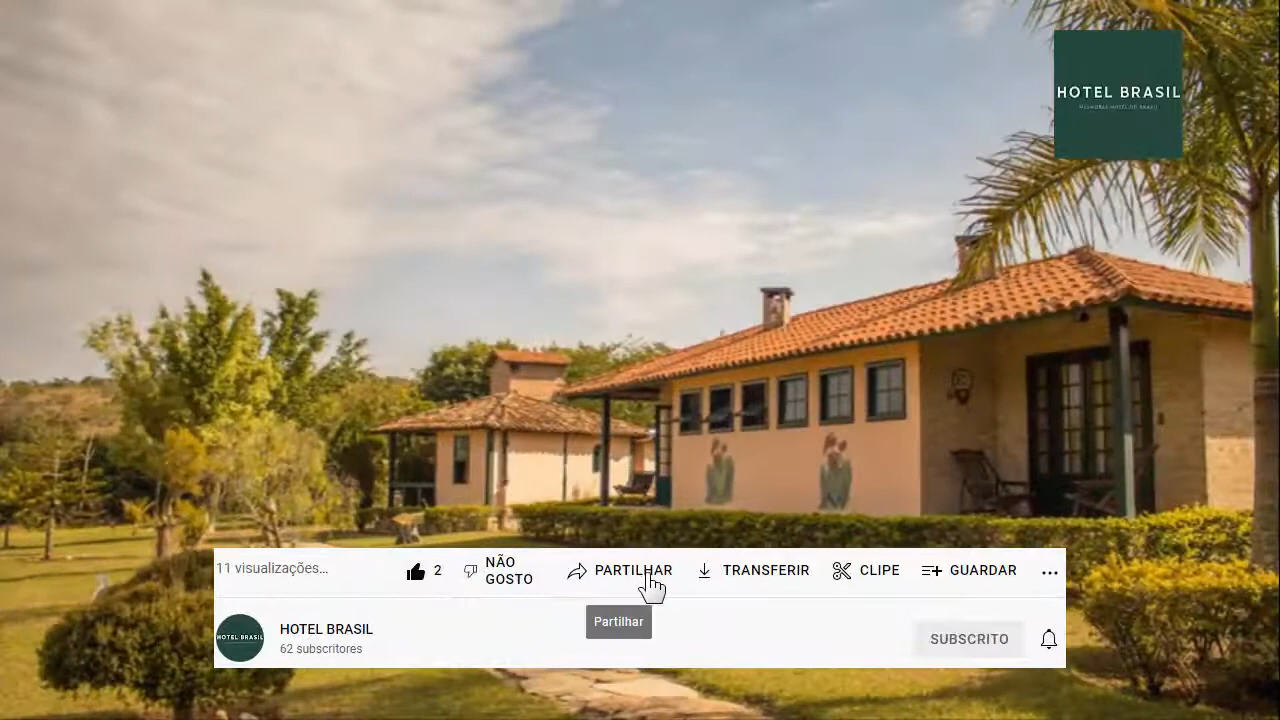 HOTEL BRASIL
11 visualizações...
2
NÃO
GOSTO
PARTILHAR
TRANSFERIR
CLIPE
GUARDAR
...
Partilhar
HOTEL BRASIL
HOTEL BRASIL
62 subscritores
SUBSCRITO